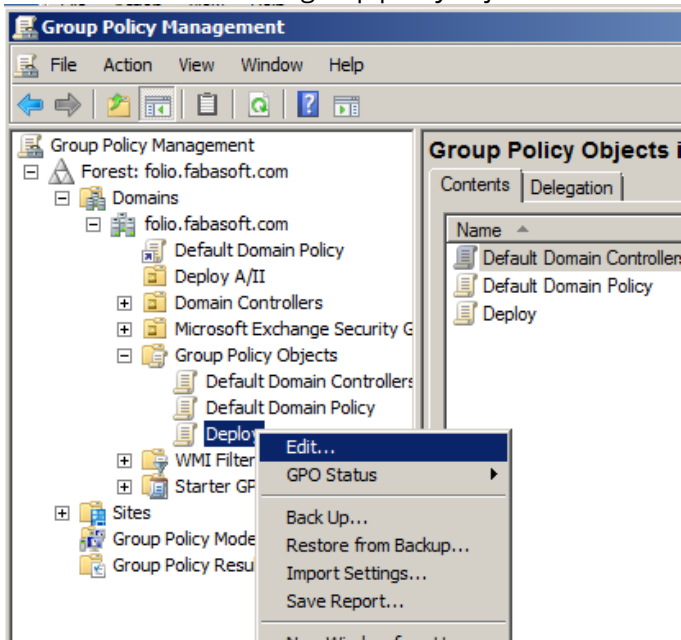 Group Policy Management
File Action View Window Help
Group Policy Management
Forest: folio.fabasoft.com
Domains
folio.fabasoft.com
Default Domain Policy
Deploy A/II
Domain Controllers
Microsoft Exchange Security G
Group Policy Objects
Default Domain Controllers
Default Domain Policy
Deploy
WMI Filter
Starter GP
Sites
Group Policy Mode
Group Policy Resu
Edit...
GPO Status
Back Up...
Restore from Backup...
Import Settings...
Save Report...
Group Policy Objects i
Contents Delegation
Name
Default Domain Controllers
Default Domain Policy
Deploy